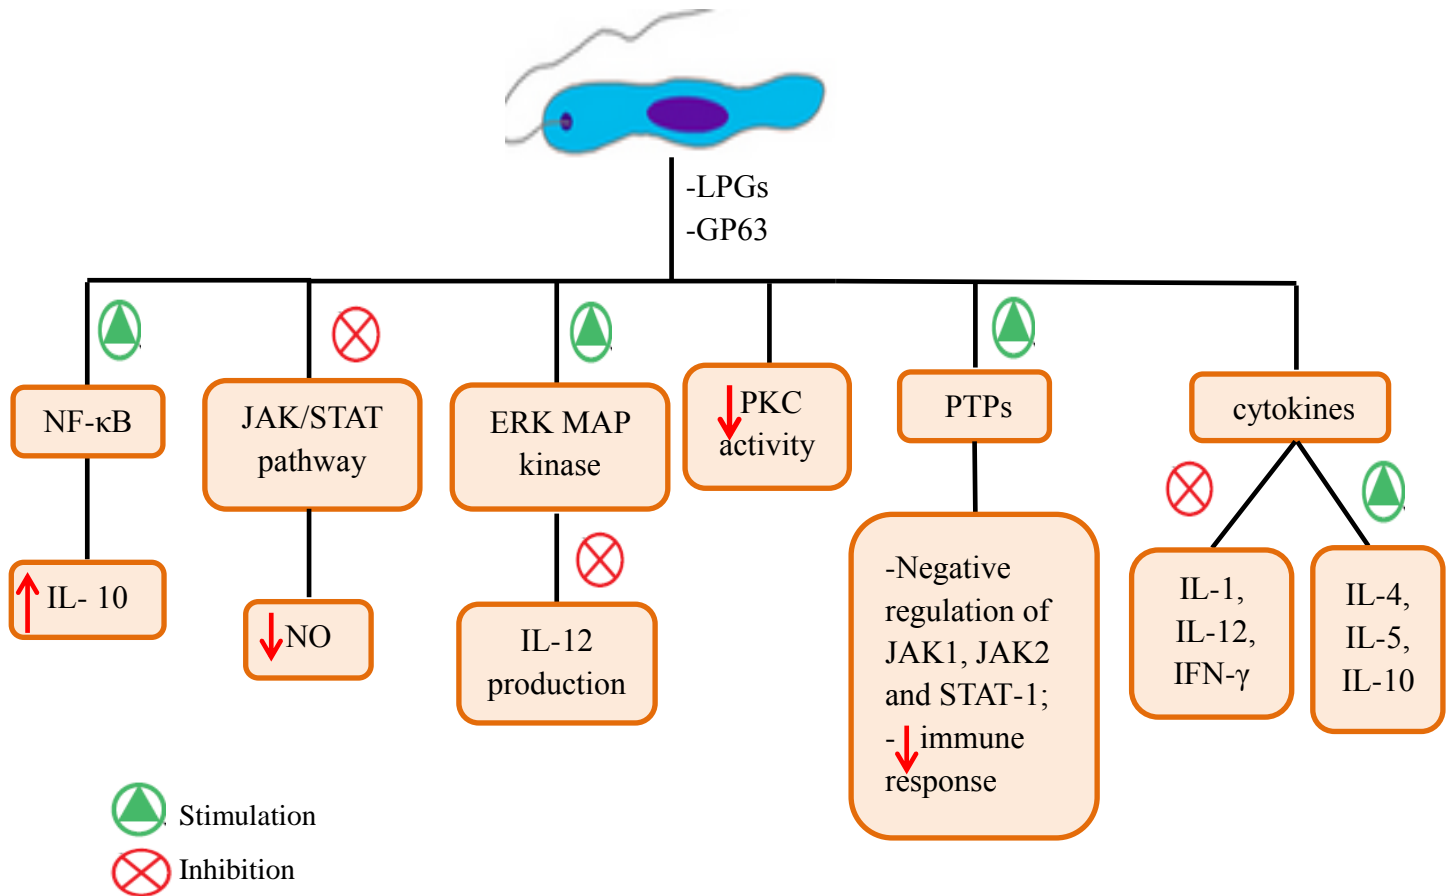 -LPGs
-GP63
NF-κB
JAK/STAT
pathway
ERK MAP
kinase
PKC
activity
PTPs
cytokines
IL- 10
NO
IL-12
production
-Negative
regulation of
JAK1, JAK2
and STAT-1;
- immune
response
IL-1,
IL-12,
IFN-γ
IL-4,
IL-5,
IL-10
Stimulation
Inhibition